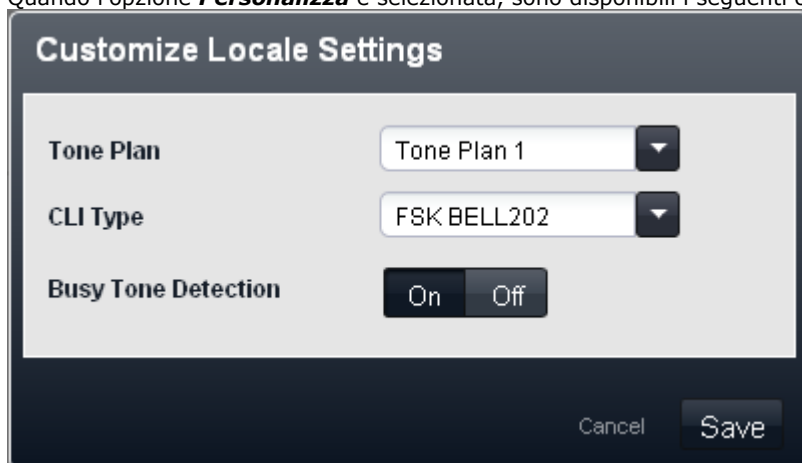 Quando l'opzione Personalizza è selezionata, sono disponibili i seguenti
Customize Locale Settings
Tone Plan
Tone Plan 1
CLI Type
FSK BELL202
Busy Tone Detection
On
Off
Cancel
Save